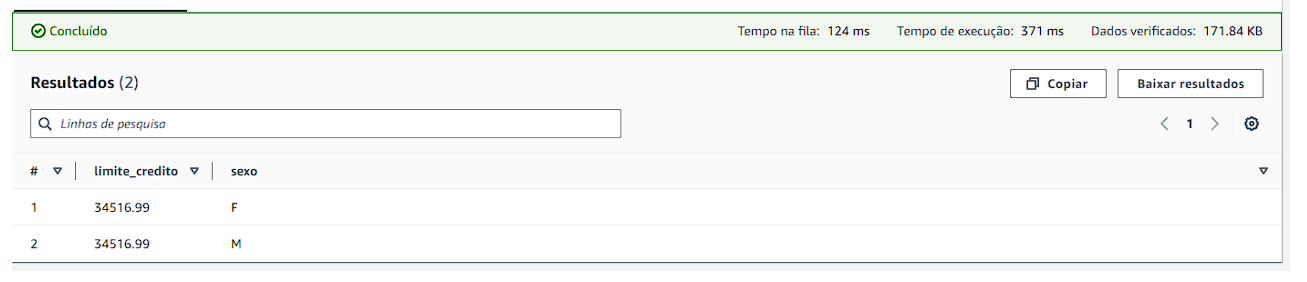 Concluído Tempo na fila: 124 ms Tempo de execução: 371 ms Dados verificados: 171.84 KB
Resultados (2) Copiar Baixar resultados
Linhas de pesquisa 1
# limite_credito sexo
1 34516.99 F
2 34516.99 M